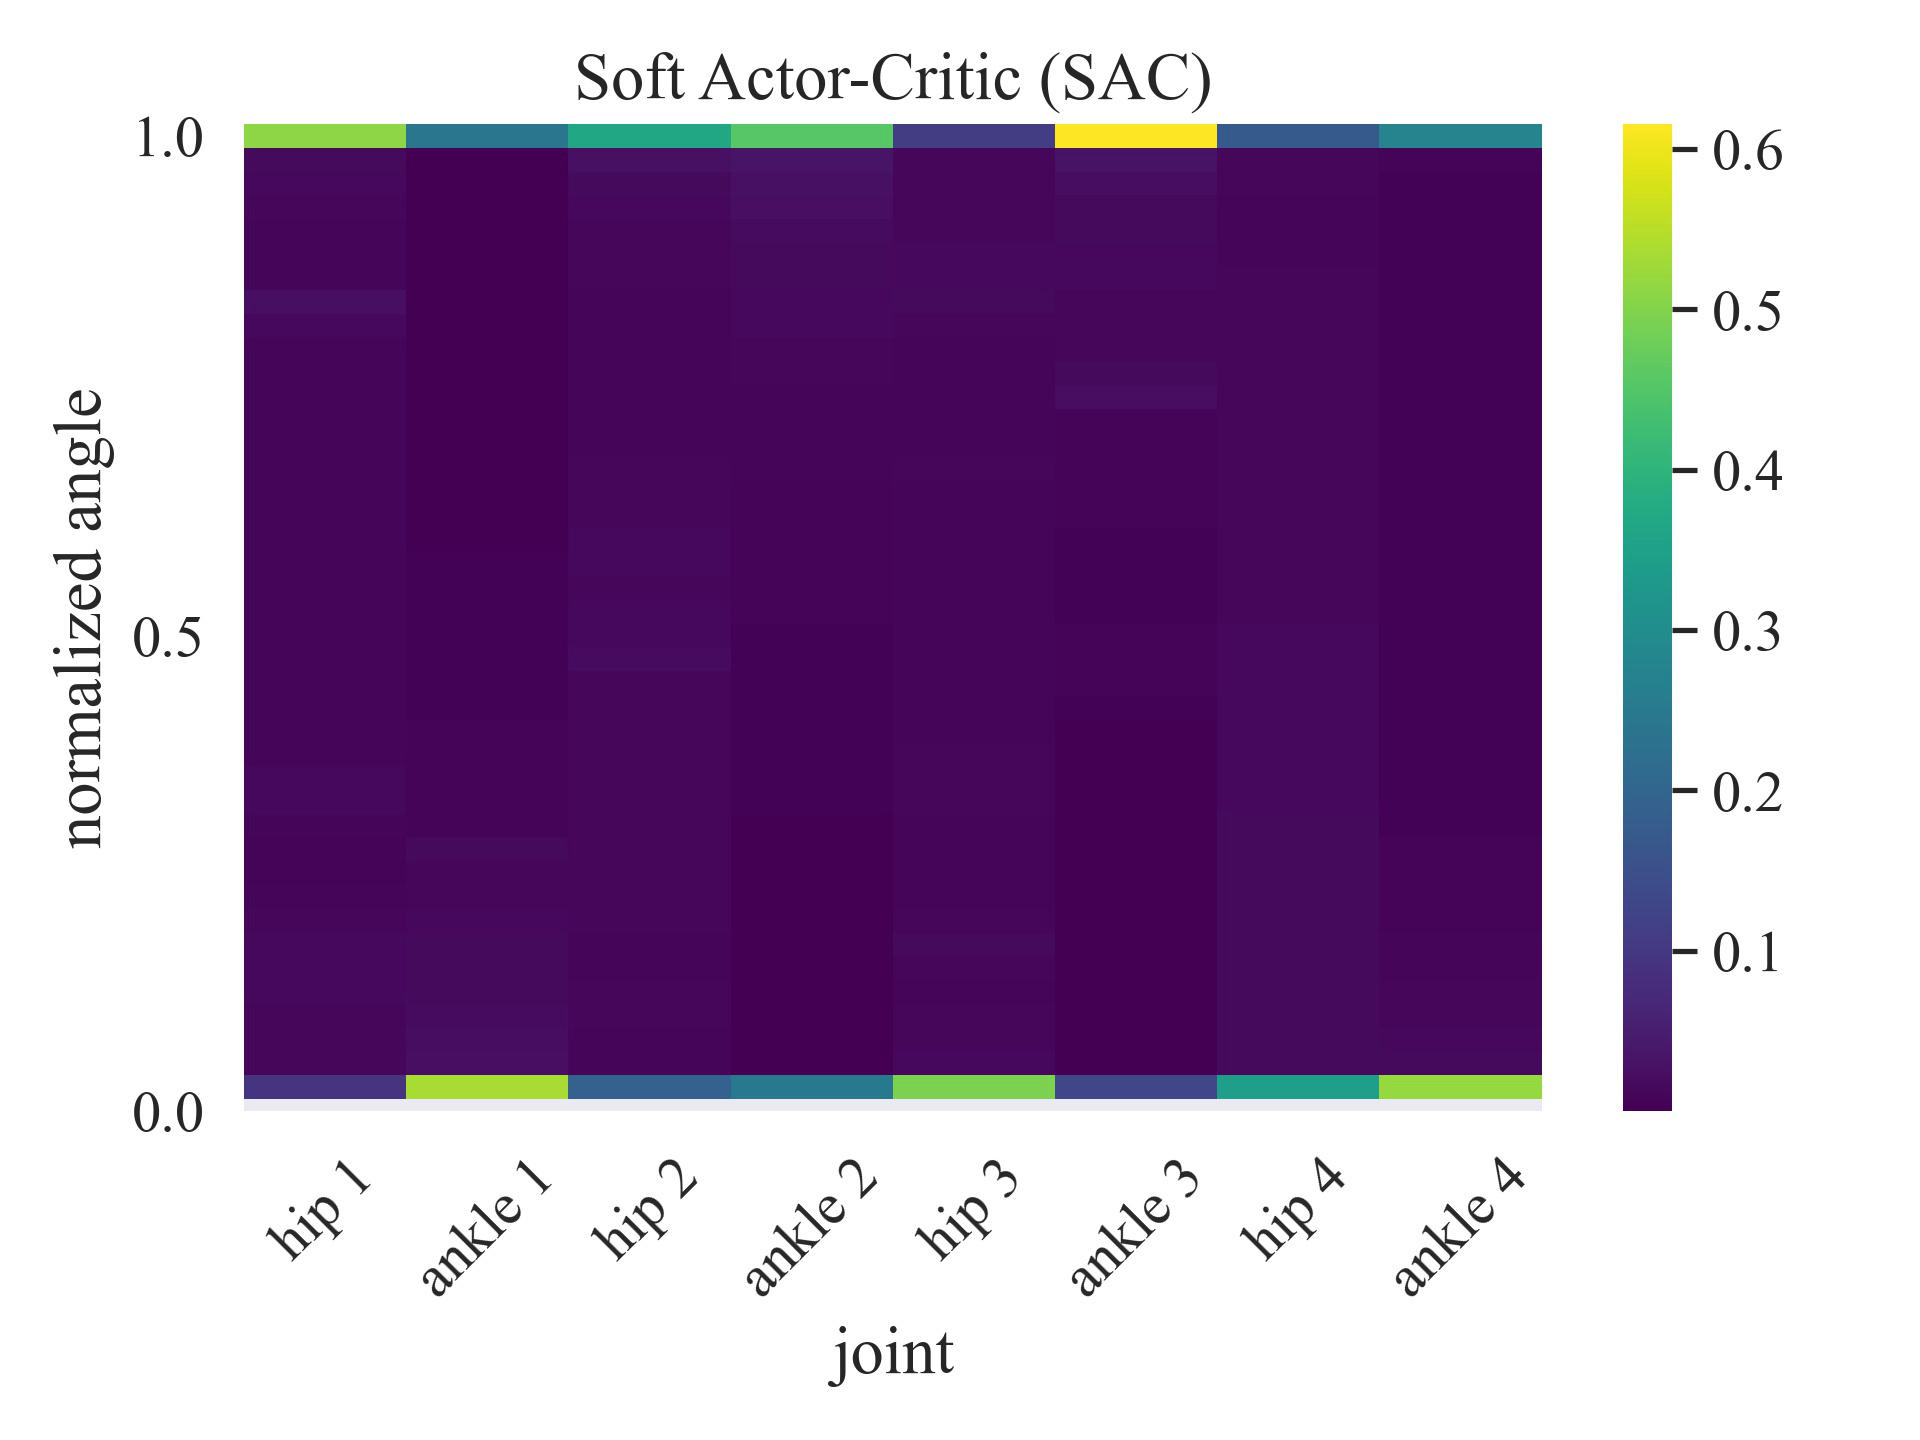 Soft Actor-Critic (SAC)
normalized angle
1.0
0.5
0.0
hip 1
ankle 1
hip 2
ankle 2
hip 3
ankle 3
hip 4
ankle 4
joint
0.6
0.5
0.4
0.3
0.2
0.1